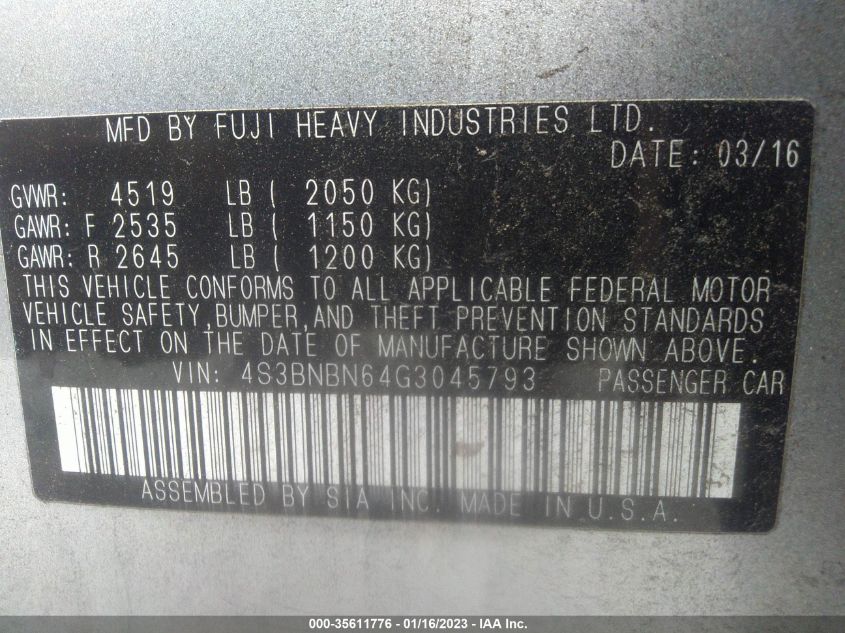 MFD BY FUJI HEAVY INDUSTRIES LTD.
DATE: 03/16
GVWR: 4519 LB ( 2050 KG)
GAWR: F 2535 LB ( 1150 KG)
GAWR: R 2645 LB ( 1200 KG)
THIS VEHICLE CONFORMS TO ALL APPLICABLE FEDERAL MOTOR
VEHICLE SAFETY,BUMPER,AND THEFT PREVENTION STANDARDS
IN EFFECT ON THE DATE OF MANUFACTURE SHOWN ABOVE.
VIN: 4S3BNBN64G3045793 PASSENGER CAR
ASSEMBLED BY SIA INC. MADE IN U.S.A.
000-35611776 - 01/16/2023 - IAA Inc.